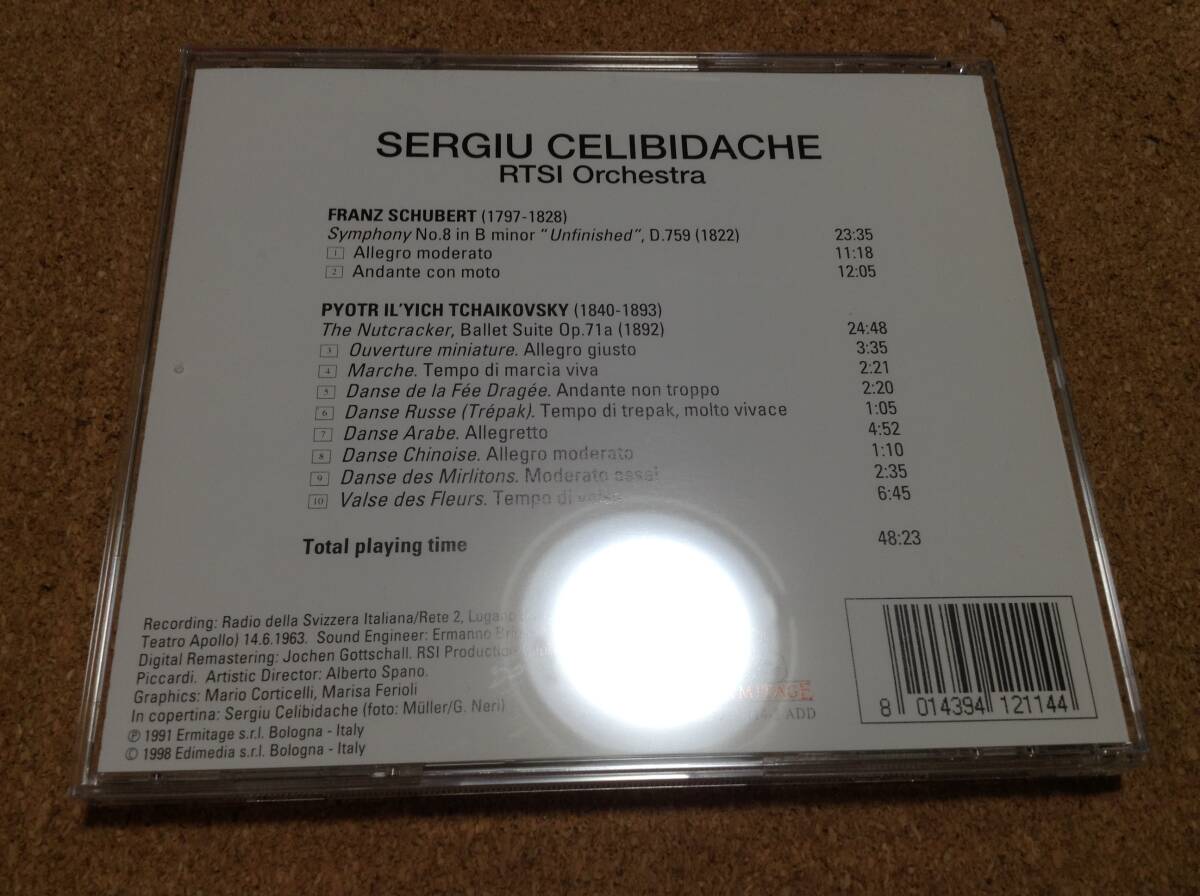 SERGIU CELIBIDACHE
RTSI Orchestra
FRANZ SCHUBERT (1797-1828)
Symphony No.8 in B minor "Unfinished", D.759 (1822) 23:35
1 Allegro moderato 11:18
2 Andante con moto 12:05
PYOTR IL'YICH TCHAIKOVSKY (1840-1893)
The Nutcracker, Ballet Suite Op.71a (1892) 24:48
3 Ouverture miniature. Allegro giusto 3:35
4 Marche. Tempo di marcia viva 2:21
5 Danse de la Fée Dragée. Andante non troppo 2:20
6 Danse Russe (Trépak). Tempo di trepak, molto vivace 1:05
7 Danse Arabe. Allegretto 4:52
8 Danse Chinoise. Allegro moderato 1:10
9 Danse des Mirlitons. Moderato assai 2:35
10 Valse des Fleurs. Tempo di valse 6:45
Total playing time 48:23
Recording: Radio della Svizzera Italiana/Rete 2, Lugano
Teatro Apollo) 14.6.1963. Sound Engineer: Ermanno
Digital Remastering: Jochen Gottschall. RSI Production
Piccardi. Artistic Director: Alberto Spano.
Graphics: Mario Corticelli, Marisa Ferioli
In copertina: Sergiu Celibidache (foto: Müller/G. Neri)
℗ 1991 Ermitage s.r.l. Bologna - Italy
© 1998 Edimedia s.r.l. Bologna - Italy
ADD
8 014394 121144